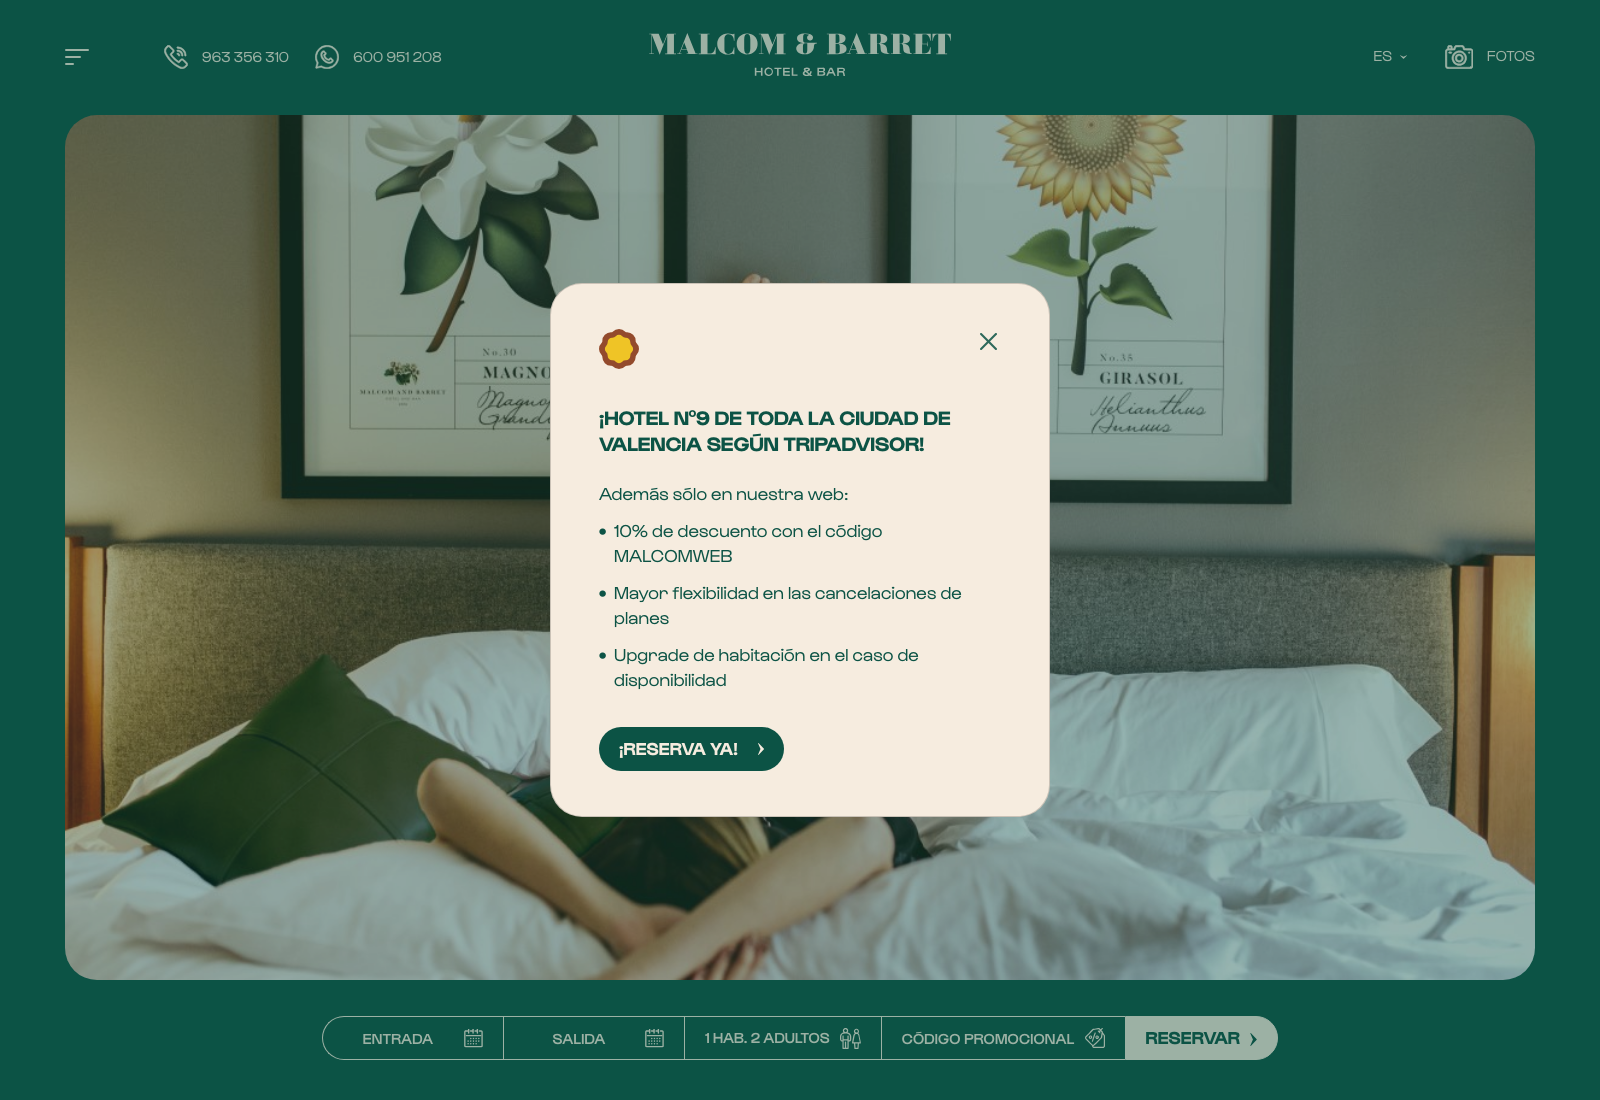 963 356 310
600 951 208
MALCOM & BARRET
HOTEL & BAR
ES
FOTOS
No.30
MAGNO
MALCOM AND BARRET
No.35
GIRASOL
Helianthus
Annuus
¡HOTEL Nº9 DE TODA LA CIUDAD DE
VALENCIA SEGÚN TRIPADVISOR!
Además sólo en nuestra web:
• 10% de descuento con el código
MALCOMWEB
• Mayor flexibilidad en las cancelaciones de
planes
• Upgrade de habitación en el caso de
disponibilidad
¡RESERVA YA!
ENTRADA
SALIDA
1 HAB. 2 ADULTOS
CÓDIGO PROMOCIONAL
RESERVAR